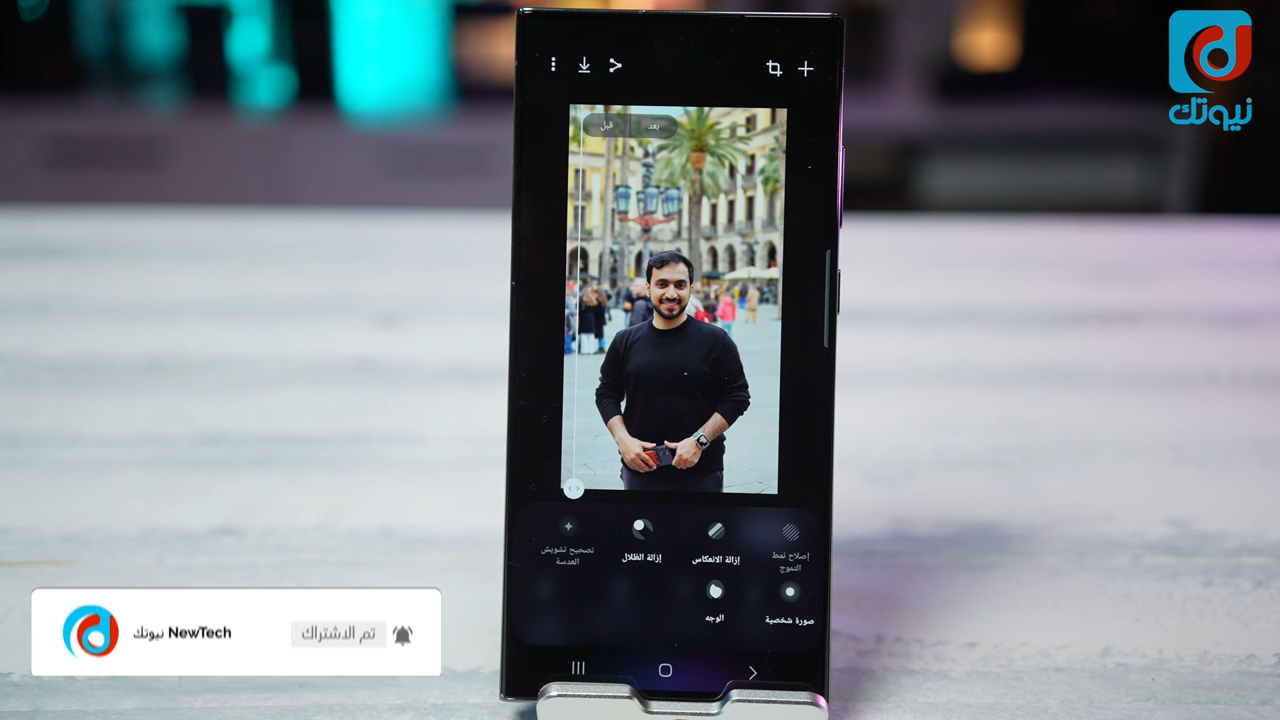 نيوتك
قبل
بعد
إصلاح نمط
التموج
إزالة الانعكاس
إزالة الظلال
تصحيح تشويش
العدسة
صورة شخصية
الوجه
نيوتك NewTech
تم الاشتراك